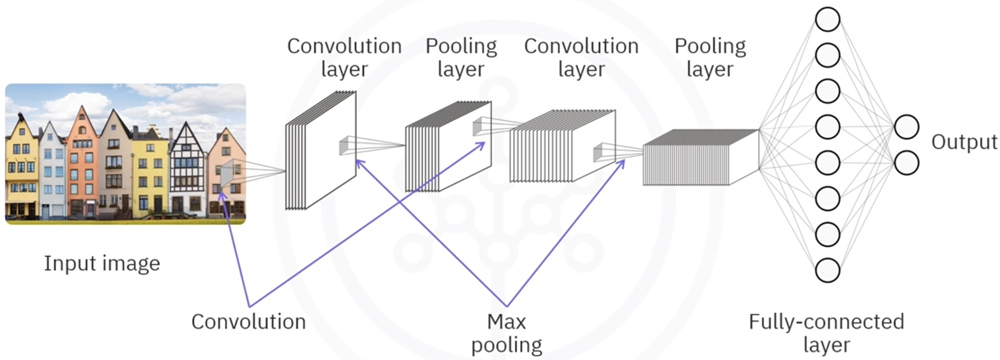 Convolution
layer
Pooling
layer
Convolution
layer
Pooling
layer
Output
Input image
Convolution
Max
pooling
Fully-connected
layer